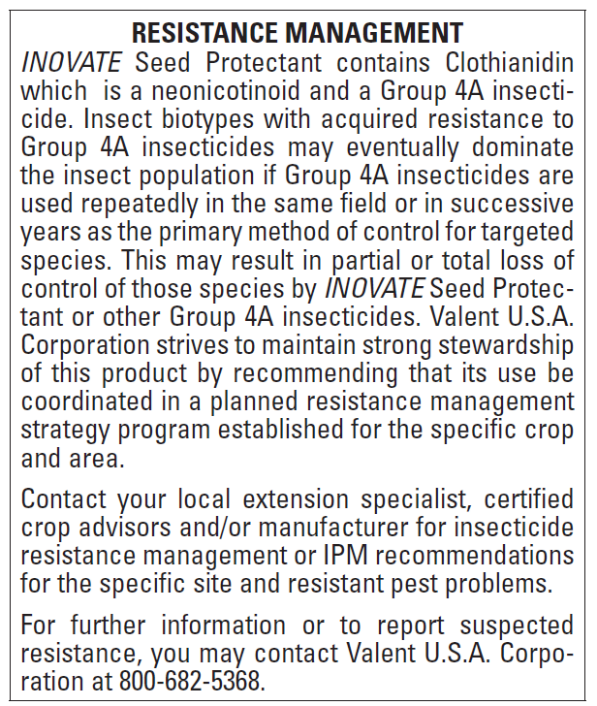 RESISTANCE MANAGEMENT
INOVATE Seed Protectant contains Clothianidin
which is a neonicotinoid and a Group 4A insecti-
cide. Insect biotypes with acquired resistance to
Group 4A insecticides may eventually dominate
the insect population if Group 4A insecticides are
used repeatedly in the same field or in successive
years as the primary method of control for targeted
species. This may result in partial or total loss of
control of those species by INOVATE Seed Protec-
tant or other Group 4A insecticides. Valent U.S.A.
Corporation strives to maintain strong stewardship
of this product by recommending that its use be
coordinated in a planned resistance management
strategy program established for the specific crop
and area.
Contact your local extension specialist, certified
crop advisors and/or manufacturer for insecticide
resistance management or IPM recommendations
for the specific site and resistant pest problems.
For further information or to report suspected
resistance, you may contact Valent U.S.A. Corpo-
ration at 800-682-5368.